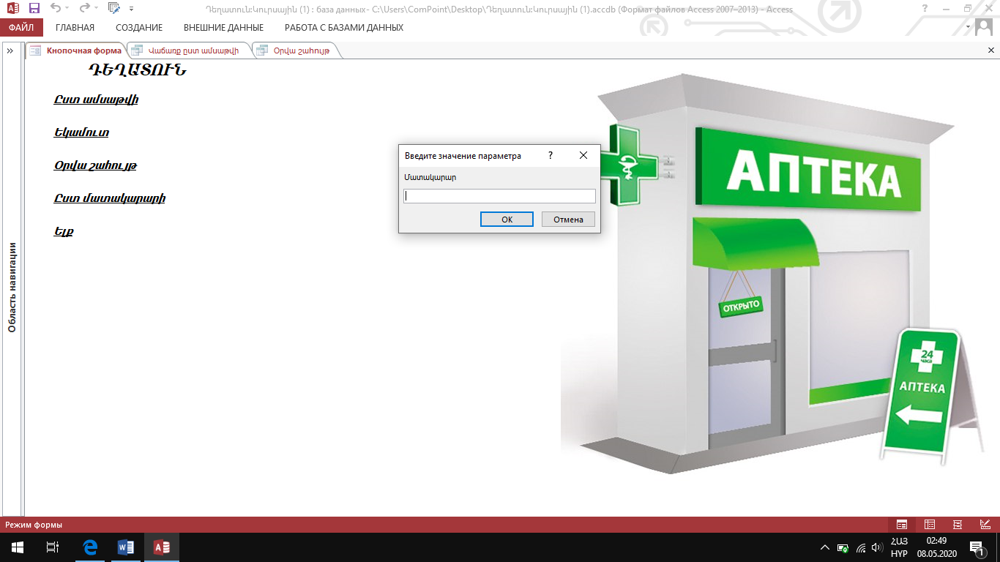 Դեղատուն:Կուրսային (1) : база данных- C:\Users\ComPoint\Desktop\Դեղատուն:Կուրսային (1).accdb (Формат файлов Access 2007–2013) - Access
?
ФАЙЛ ГЛАВНАЯ СОЗДАНИЕ ВНЕШНИЕ ДАННЫЕ РАБОТА С БАЗАМИ ДАННЫХ
Кнопочная форма Վաճառք ըստ ամսաթվի Օրվա շահույթ
ԴԵՂԱՏՈՒՆ
Ըստ ամսաթվի
Եկամուտ
Օրվա շահույթ
Ըստ մատակարարի
Ելք
Область навигации
Введите значение параметра ?
Մատակարար
ОК Отмена
АПТЕКА
ОТКРЫТО
24
часа
АПТЕКА
Режим формы
ՀԱՅ
HYP
02:49
08.05.2020
1